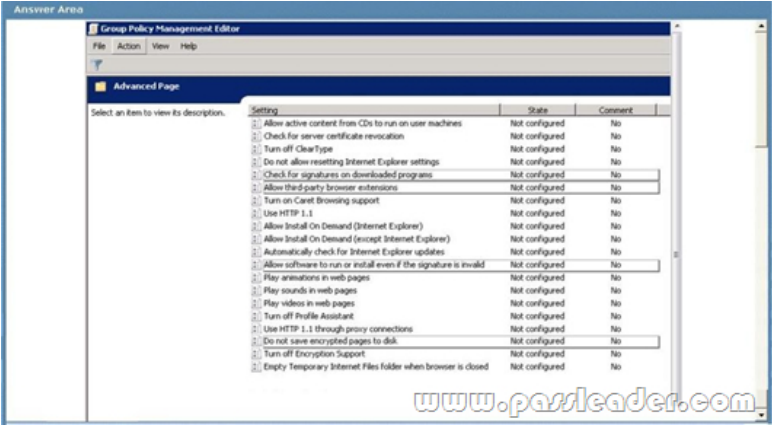 Answer Area
Group Policy Management Editor
File Action View Help
Advanced Page
Select an item to view its description.
Setting State Comment
Allow active content from CDs to run on user machines Not configured No
Check for server certificate revocation Not configured No
Turn off ClearType Not configured No
Do not allow resetting Internet Explorer settings Not configured No
Check for signatures on downloaded programs Not configured No
Allow third-party browser extensions Not configured No
Turn on Caret Browsing support Not configured No
Use HTTP 1.1 Not configured No
Allow Install On Demand (Internet Explorer) Not configured No
Allow Install On Demand (except Internet Explorer) Not configured No
Automatically check for Internet Explorer updates Not configured No
Allow software to run or install even if the signature is invalid Not configured No
Play animations in web pages Not configured No
Play sounds in web pages Not configured No
Play videos in web pages Not configured No
Turn off Profile Assistant Not configured No
Use HTTP 1.1 through proxy connections Not configured No
Do not save encrypted pages to disk Not configured No
Turn off Encryption Support Not configured No
Empty Temporary Internet Files folder when browser is closed Not configured No
www.passleader.com